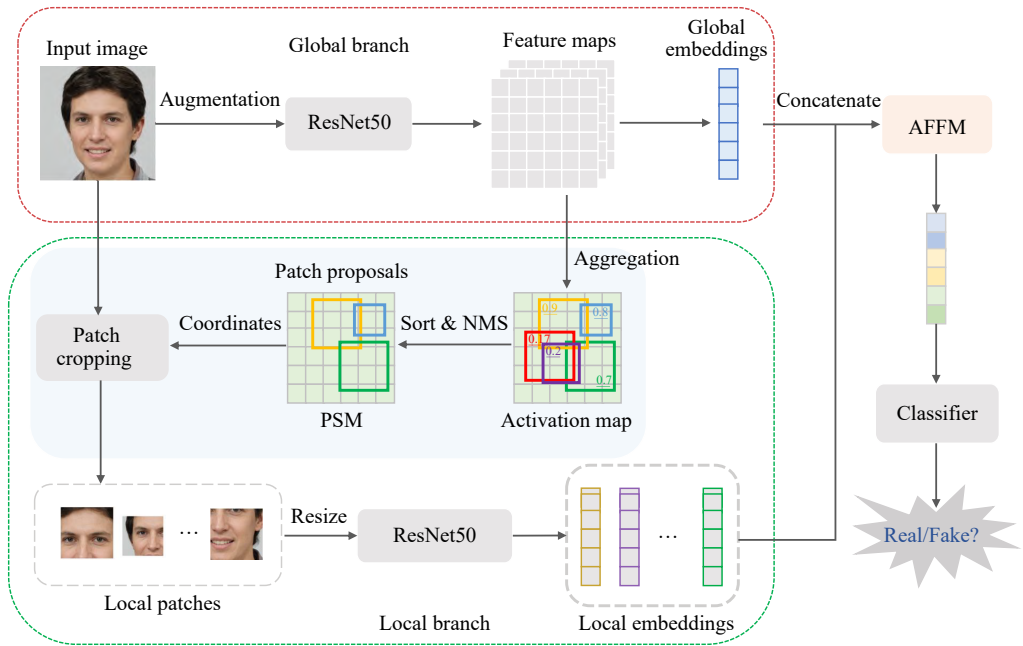 Input image
Global branch
Feature maps
Global
embeddings
Augmentation
ResNet50
Concatenate
AFFM
Aggregation
Patch proposals
Coordinates
Sort & NMS
0.9
0.8
0.17
0.2
0.7
Patch
cropping
PSM
Activation map
Classifier
Resize
ResNet50
...
...
Real/Fake?
Local patches
Local branch
Local embeddings